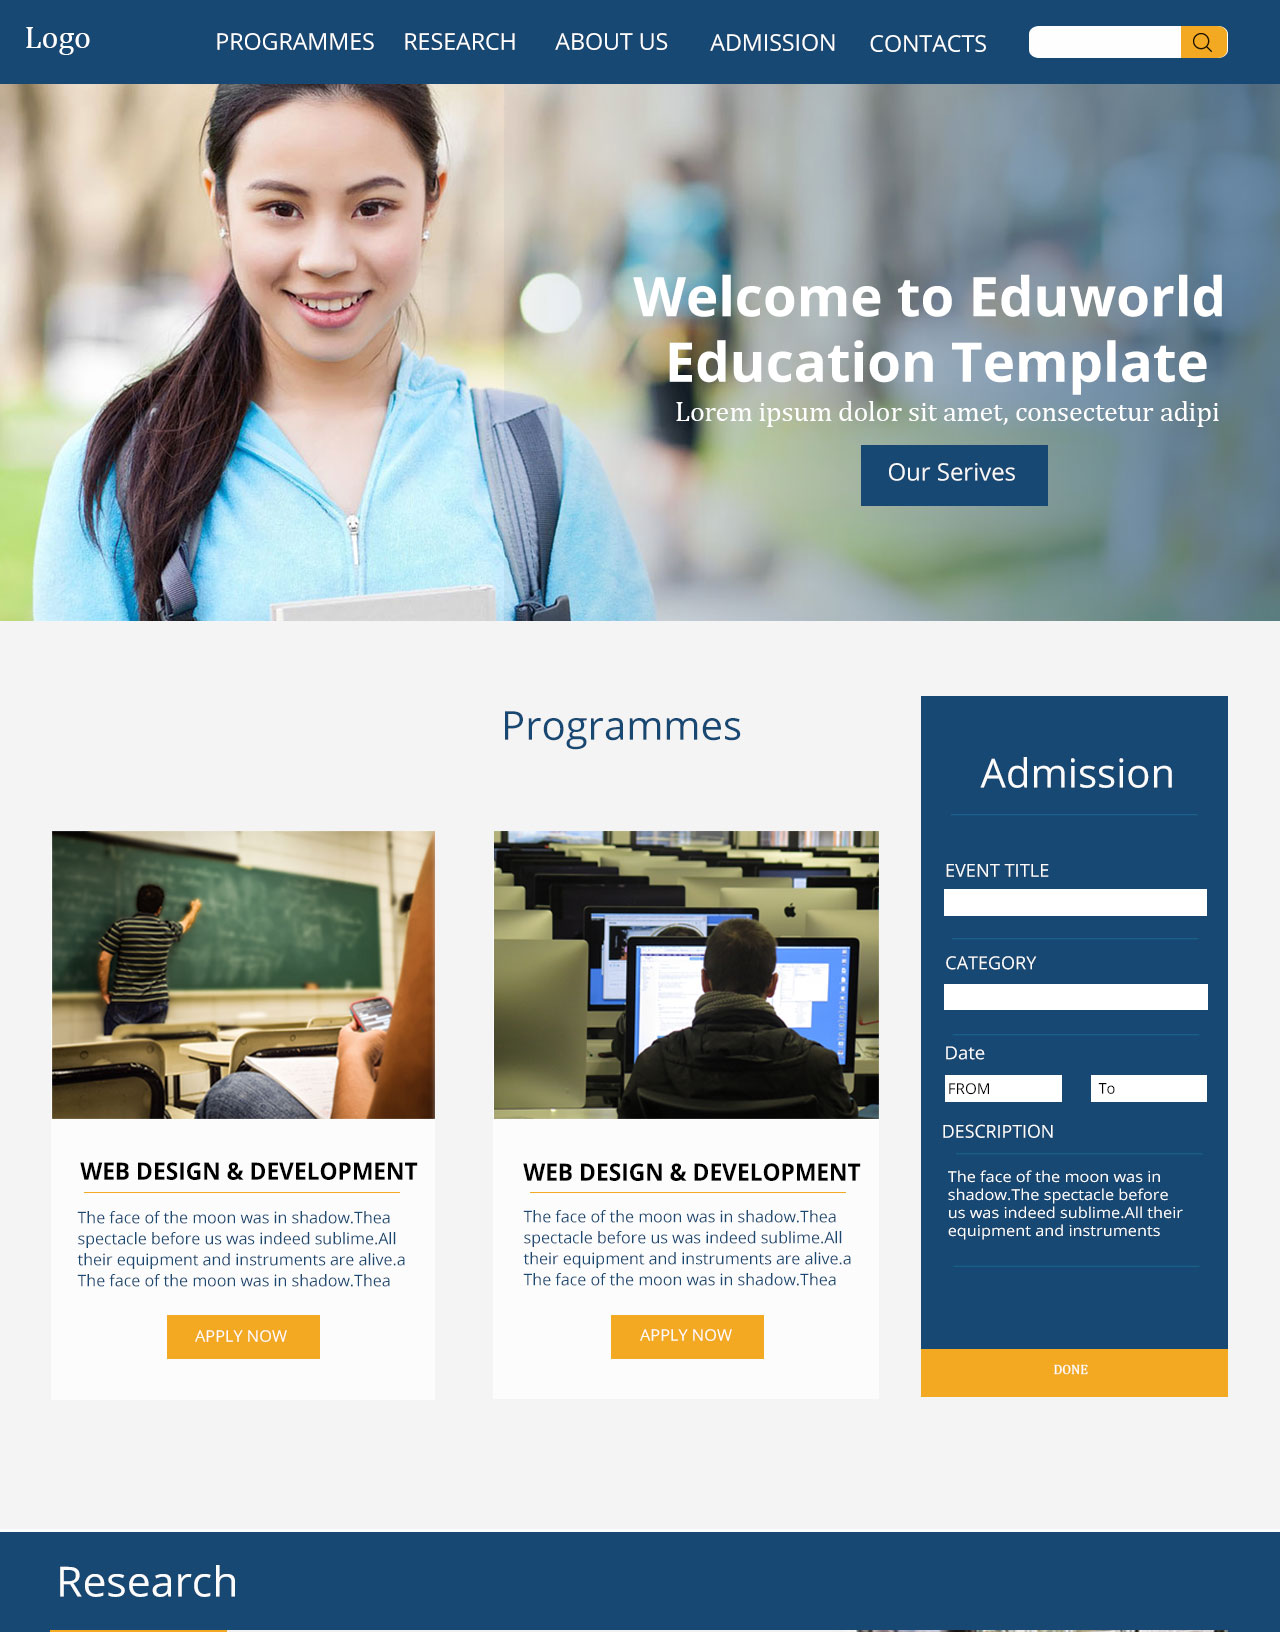 Logo
PROGRAMMES
RESEARCH
ABOUT US
ADMISSION
CONTACTS
Welcome to Eduworld
Education Template
Lorem ipsum dolor sit amet, consectetur adipi
Our Serives
Programmes
WEB DESIGN & DEVELOPMENT
The face of the moon was in shadow.Thea
spectacle before us was indeed sublime.All
their equipment and instruments are alive.a
The face of the moon was in shadow.Thea
APPLY NOW
WEB DESIGN & DEVELOPMENT
The face of the moon was in shadow.Thea
spectacle before us was indeed sublime.All
their equipment and instruments are alive.a
The face of the moon was in shadow.Thea
APPLY NOW
Admission
EVENT TITLE
CATEGORY
Date
FROM
To
DESCRIPTION
The face of the moon was in
shadow.The spectacle before
us was indeed sublime.All their
equipment and instruments
DONE
Research